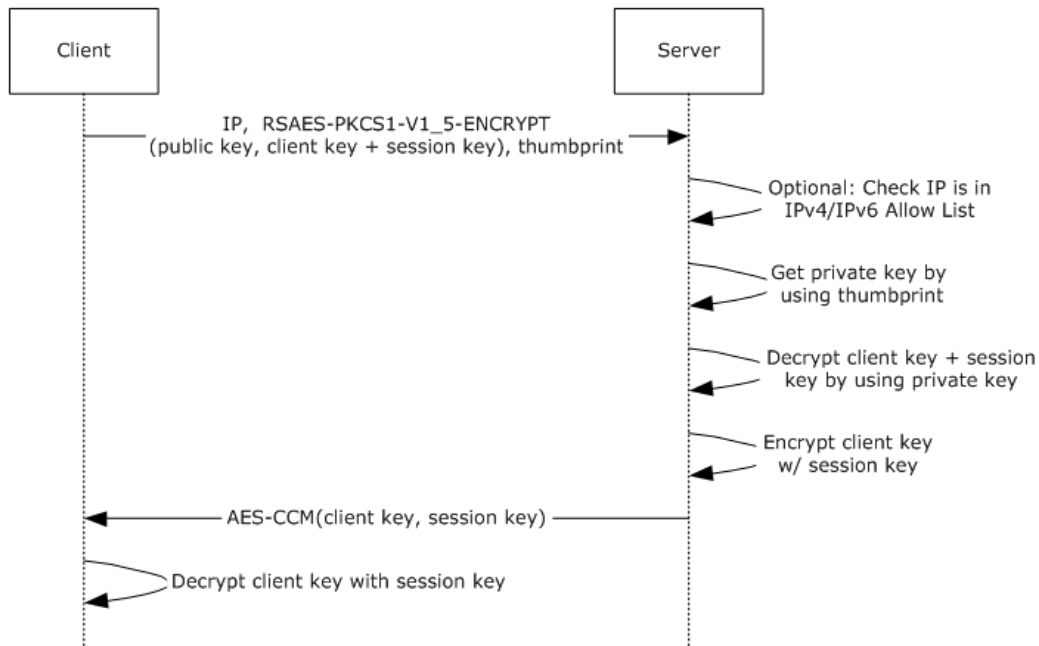 Client
Server
IP, RSAES-PKCS1-V1_5-ENCRYPT
(public key, client key + session key), thumbprint
Optional: Check IP is in
IPv4/IPv6 Allow List
Get private key by
using thumbprint
Decrypt client key + session
key by using private key
Encrypt client key
w/ session key
AES-CCM(client key, session key)
Decrypt client key with session key